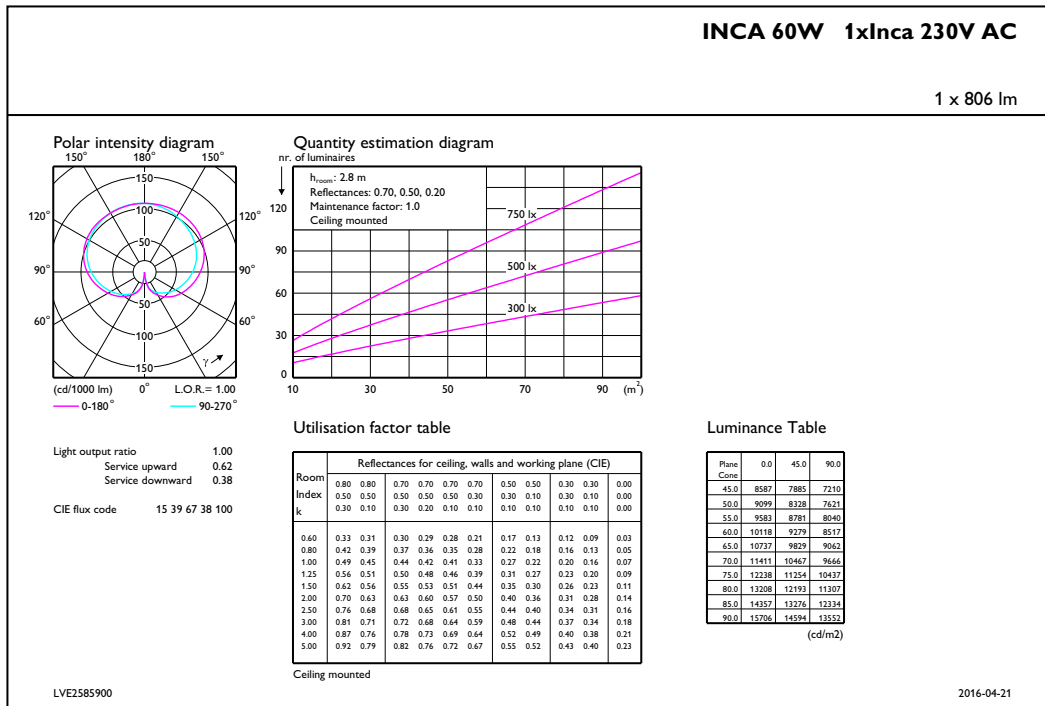 INCA 60W 1xInca 230V AC
1 x 806 lm
Polar intensity diagram
150° 180° 150°
150
120° 100 120°
50
90° 90°
50
60° 60°
100
150 γ
(cd/1000 lm) 0° L.O.R.= 1.00
0-180° 90-270°
Quantity estimation diagram
nr. of luminaires
hroom: 2.8 m
Reflectances: 0.70, 0.50, 0.20
Maintenance factor: 1.0
Ceiling mounted
120
90
60
30
0
750 lx
500 lx
300 lx
10 30 50 70 90 (m²)
Light output ratio 1.00
Service upward 0.62
Service downward 0.38
CIE flux code 15 39 67 38 100
Utilisation factor table
Reflectances for ceiling, walls and working plane (CIE)
Room
Index
k
0.80 0.80 0.70 0.70 0.70 0.70 0.50 0.50 0.30 0.30 0.00
0.50 0.50 0.50 0.50 0.50 0.30 0.30 0.10 0.30 0.10 0.00
0.30 0.10 0.30 0.20 0.10 0.10 0.10 0.10 0.10 0.10 0.00
0.60 0.33 0.31 0.30 0.29 0.28 0.21 0.17 0.13 0.12 0.09 0.03
0.80 0.42 0.39 0.37 0.36 0.35 0.28 0.22 0.18 0.16 0.13 0.05
1.00 0.49 0.45 0.44 0.42 0.41 0.33 0.27 0.22 0.20 0.16 0.07
1.25 0.56 0.51 0.50 0.48 0.46 0.39 0.31 0.27 0.23 0.20 0.09
1.50 0.62 0.56 0.55 0.53 0.51 0.44 0.35 0.30 0.26 0.23 0.11
2.00 0.70 0.63 0.63 0.60 0.57 0.50 0.40 0.36 0.31 0.28 0.14
2.50 0.76 0.68 0.68 0.65 0.61 0.55 0.44 0.40 0.34 0.31 0.16
3.00 0.81 0.71 0.72 0.68 0.64 0.59 0.48 0.44 0.37 0.34 0.18
4.00 0.87 0.76 0.78 0.73 0.69 0.64 0.52 0.49 0.40 0.38 0.21
5.00 0.92 0.79 0.82 0.76 0.72 0.67 0.55 0.52 0.43 0.40 0.23
Ceiling mounted
Luminance Table
Plane 0.0 45.0 90.0
Cone
45.0 8587 7885 7210
50.0 9099 8328 7621
55.0 9583 8781 8040
60.0 10118 9279 8517
65.0 10737 9829 9062
70.0 11411 10467 9666
75.0 12238 11254 10437
80.0 13208 12193 11307
85.0 14357 13276 12334
90.0 15706 14594 13552
(cd/m2)
LVE2585900
2016-04-21